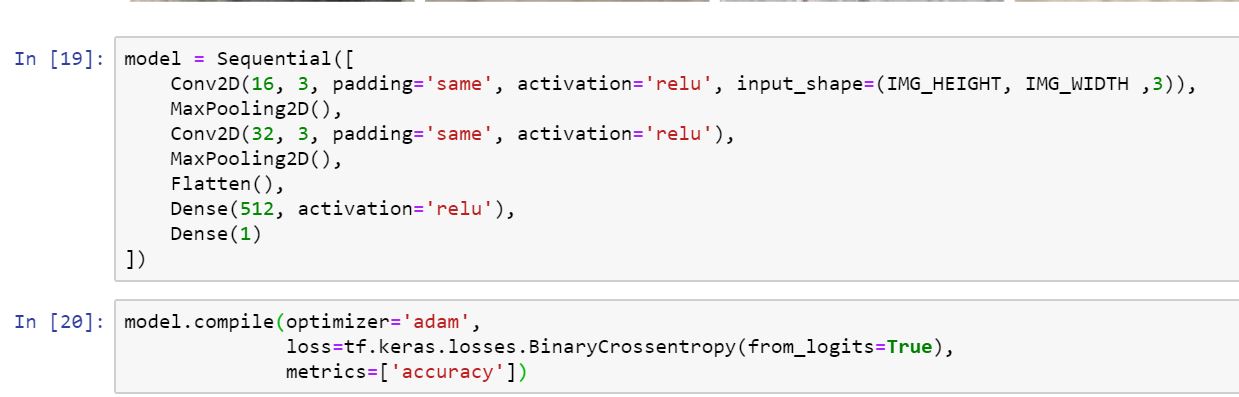 In [19]: model = Sequential([
    Conv2D(16, 3, padding='same', activation='relu', input_shape=(IMG_HEIGHT, IMG_WIDTH ,3)),
    MaxPooling2D(),
    Conv2D(32, 3, padding='same', activation='relu'),
    MaxPooling2D(),
    Flatten(),
    Dense(512, activation='relu'),
    Dense(1)
])
In [20]: model.compile(optimizer='adam',
              loss=tf.keras.losses.BinaryCrossentropy(from_logits=True),
              metrics=['accuracy'])